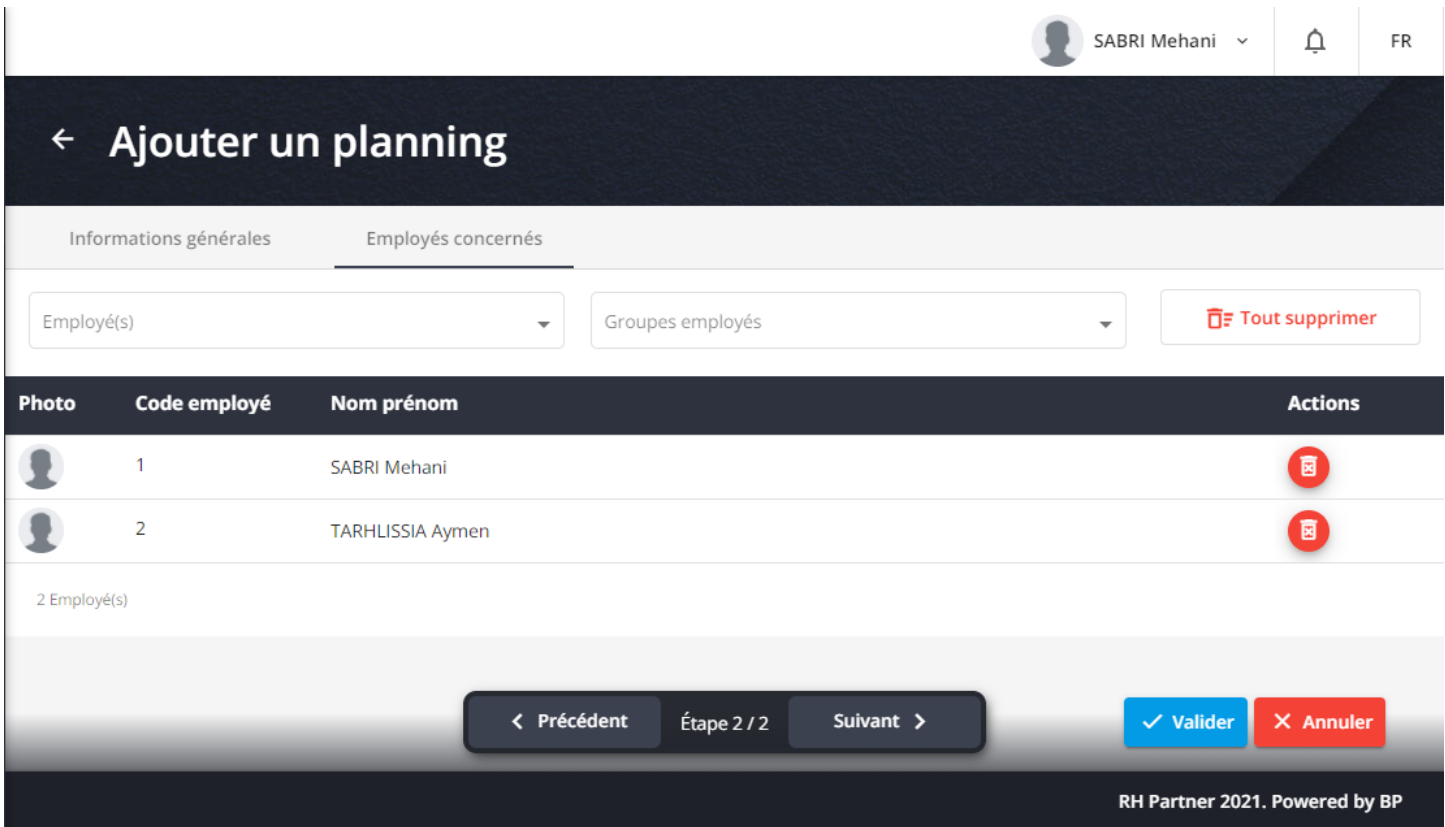 SABRI Mehani FR
Ajouter un planning
Informations générales Employés concernés
Employé(s) Groupes employés Tout supprimer
Photo Code employé Nom prénom Actions
1 SABRI Mehani
2 TARHLISSIA Aymen
2 Employé(s)
Précédent Étape 2 / 2 Suivant Valider Annuler
RH Partner 2021. Powered by BP